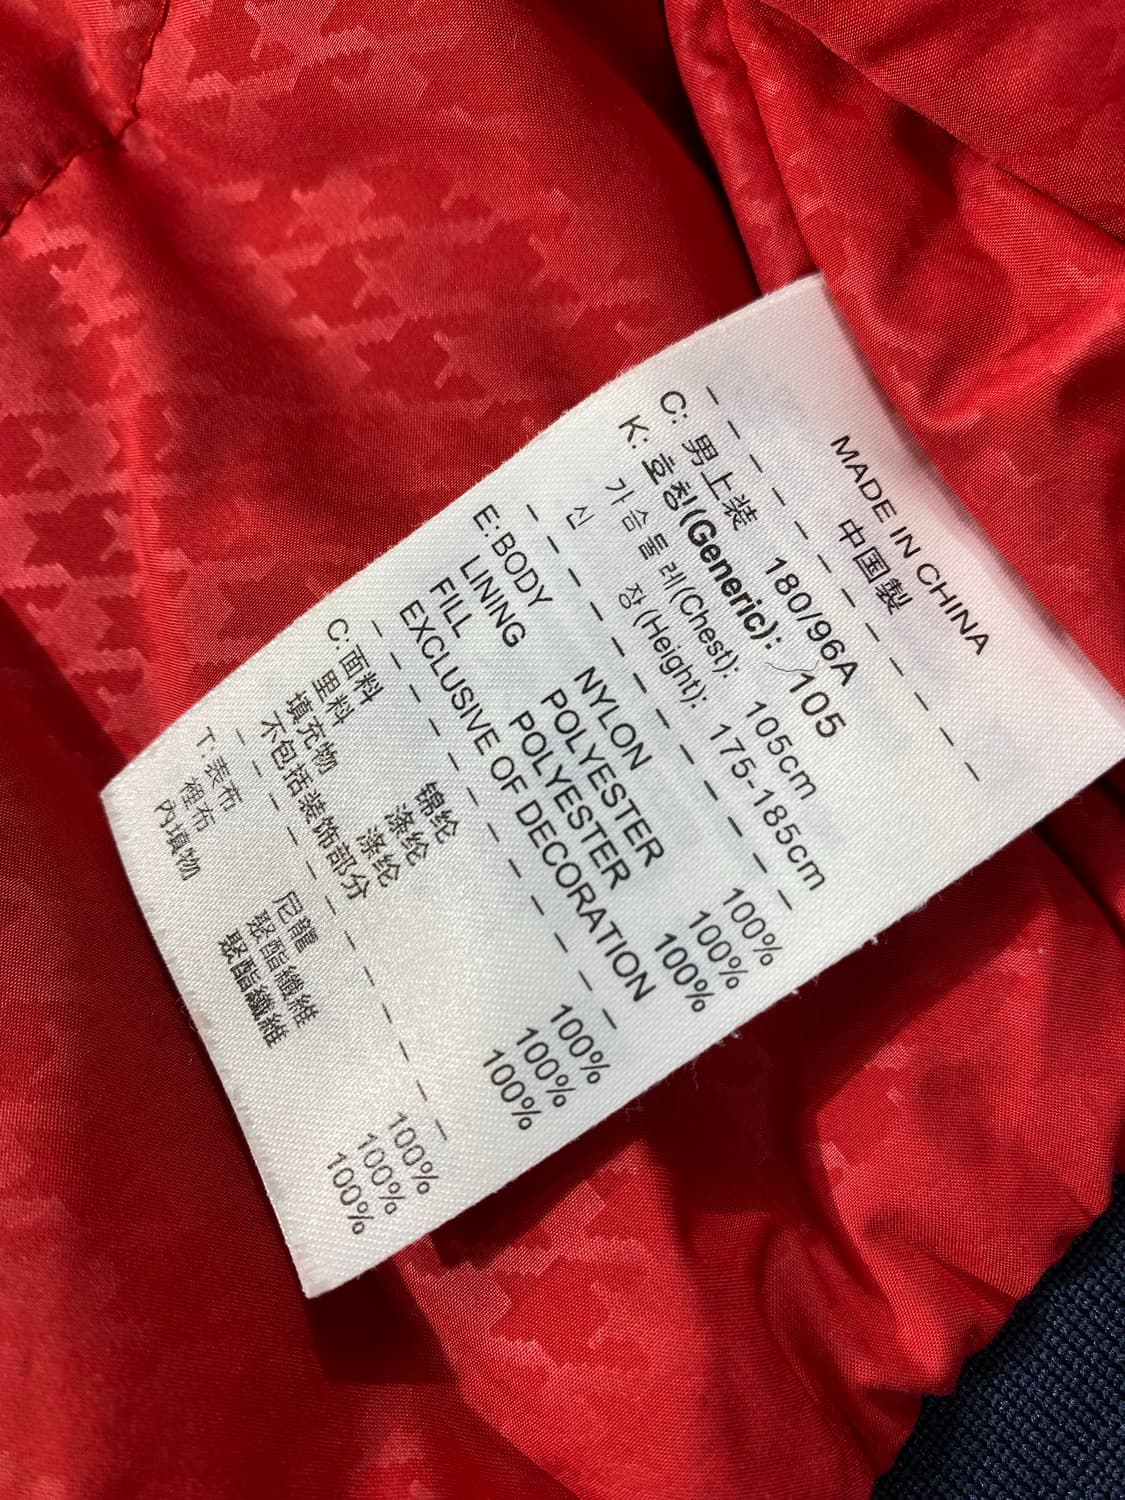 MADE IN CHINA
中国製
C: 男上装 180/96A
K: 호칭(Generic): 105
가슴둘레(Chest): 105cm
신 장(Height): 175-185cm
E: BODY NYLON 100%
LINING POLYESTER 100%
FILL POLYESTER 100%
EXCLUSIVE OF DECORATION
C: 面料 锦纶 100%
里料 涤纶 100%
填充物 涤纶 100%
不包括装饰部分
T: 表布 尼龍 100%
裡布 聚酯纖維 100%
內填物 聚酯纖維 100%